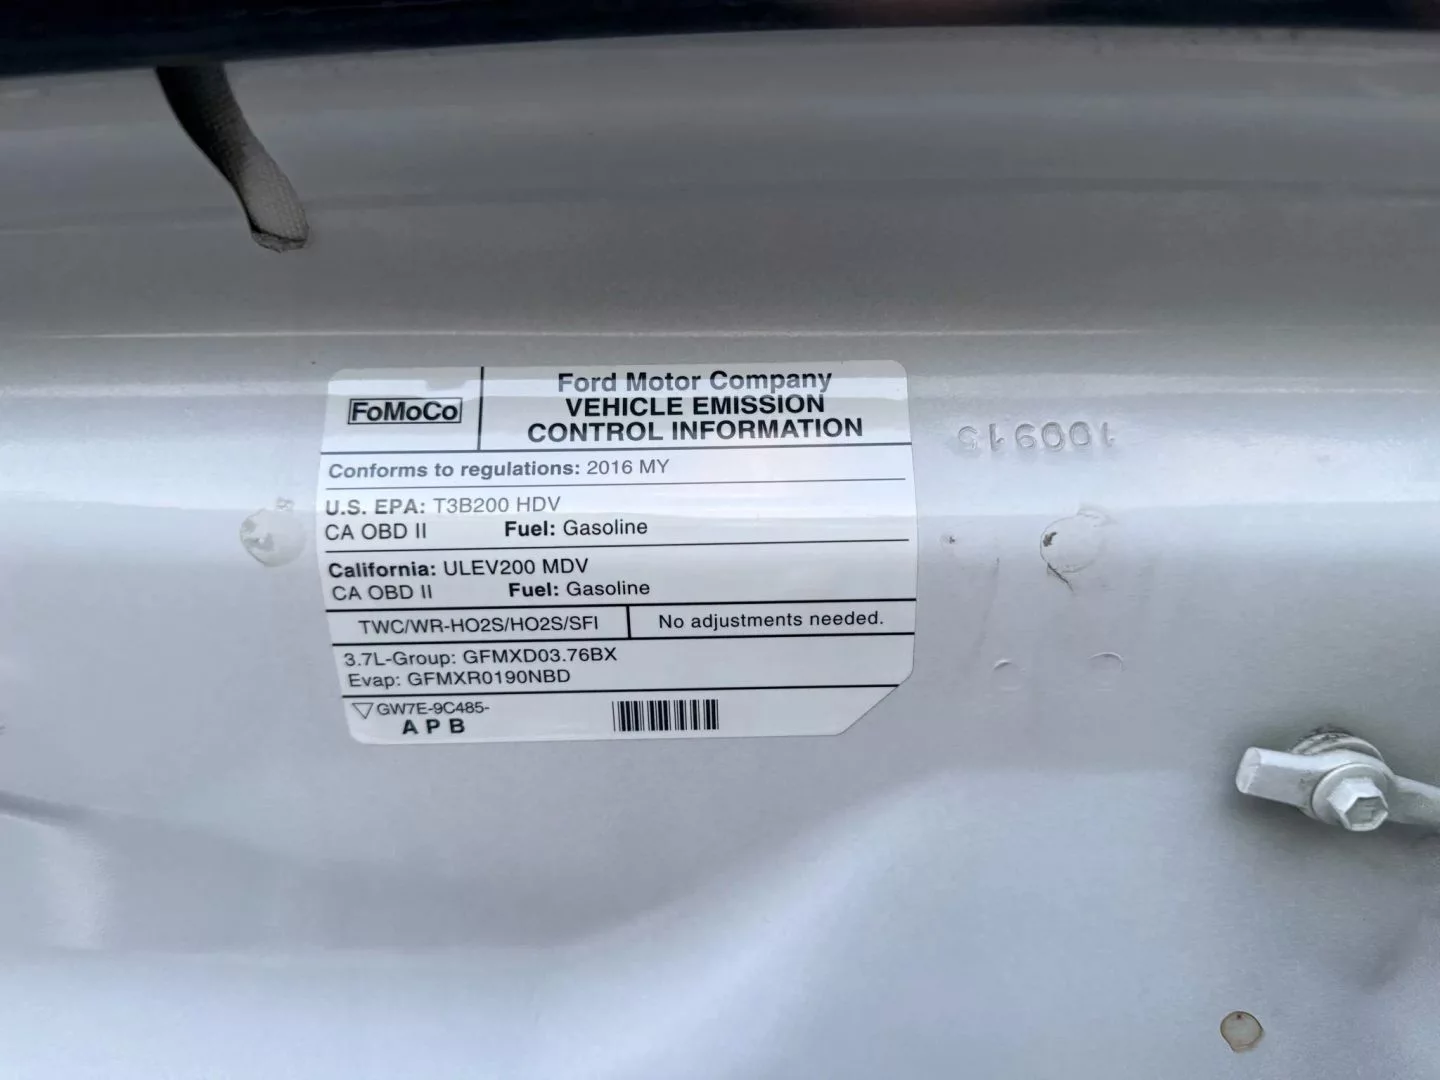 FoMoCo
Ford Motor Company
VEHICLE EMISSION
CONTROL INFORMATION
Conforms to regulations: 2016 MY
U.S. EPA: T3B200 HDV
CA OBD II Fuel: Gasoline
California: ULEV200 MDV
CA OBD II Fuel: Gasoline
TWC/WR-HO2S/HO2S/SFI No adjustments needed.
3.7L-Group: GFMXD03.76BX
Evap: GFMXR0190NBD
GW7E-9C485-
A P B
100915